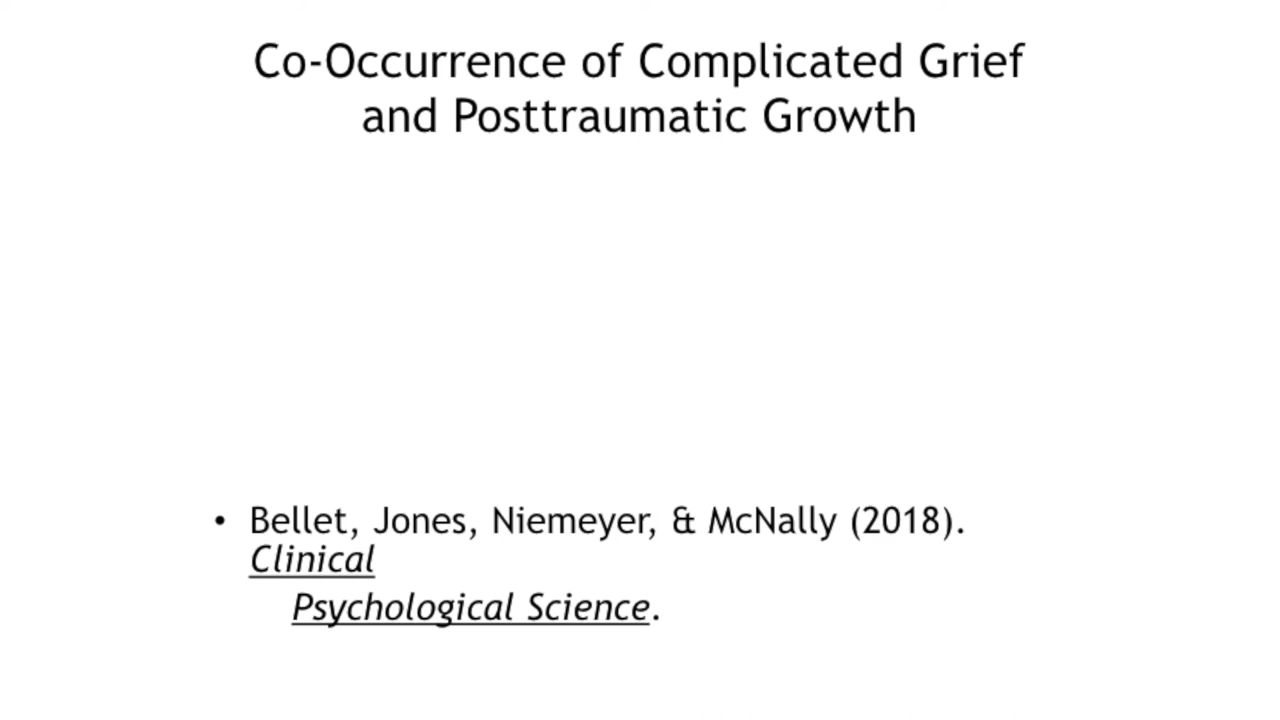 Co-Occurrence of Complicated Grief
and Posttraumatic Growth
• Bellet, Jones, Niemeyer, & McNally (2018).
Clinical
Psychological Science.